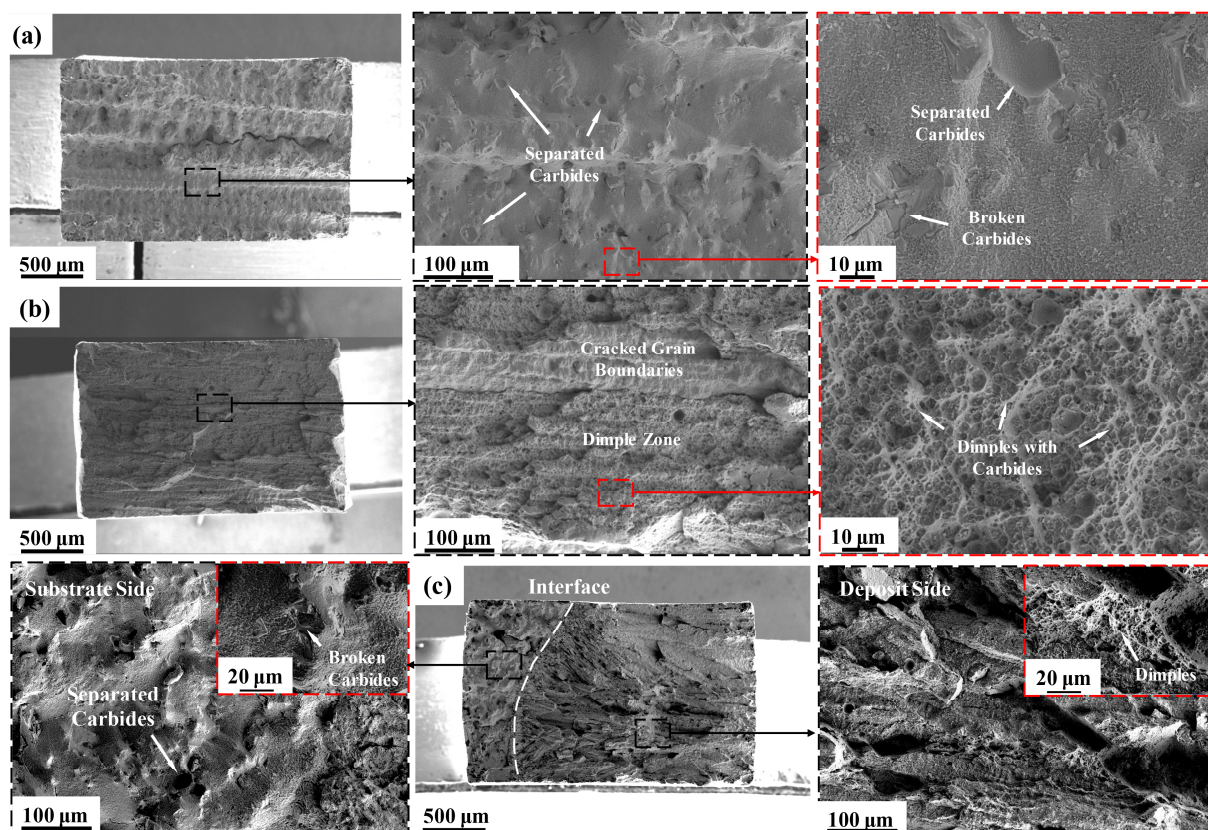 (a)
Separated
Carbides
Separated
Carbides
Broken
Carbides
500 μm
100 μm
10 μm
(b)
Cracked Grain
Boundaries
Dimple Zone
Dimples with
Carbides
500 μm
100 μm
10 μm
Substrate Side
Broken
Carbides
20 μm
Separated
Carbides
100 μm
(c)
Interface
500 μm
Deposit Side
20 μm
Dimples
100 μm